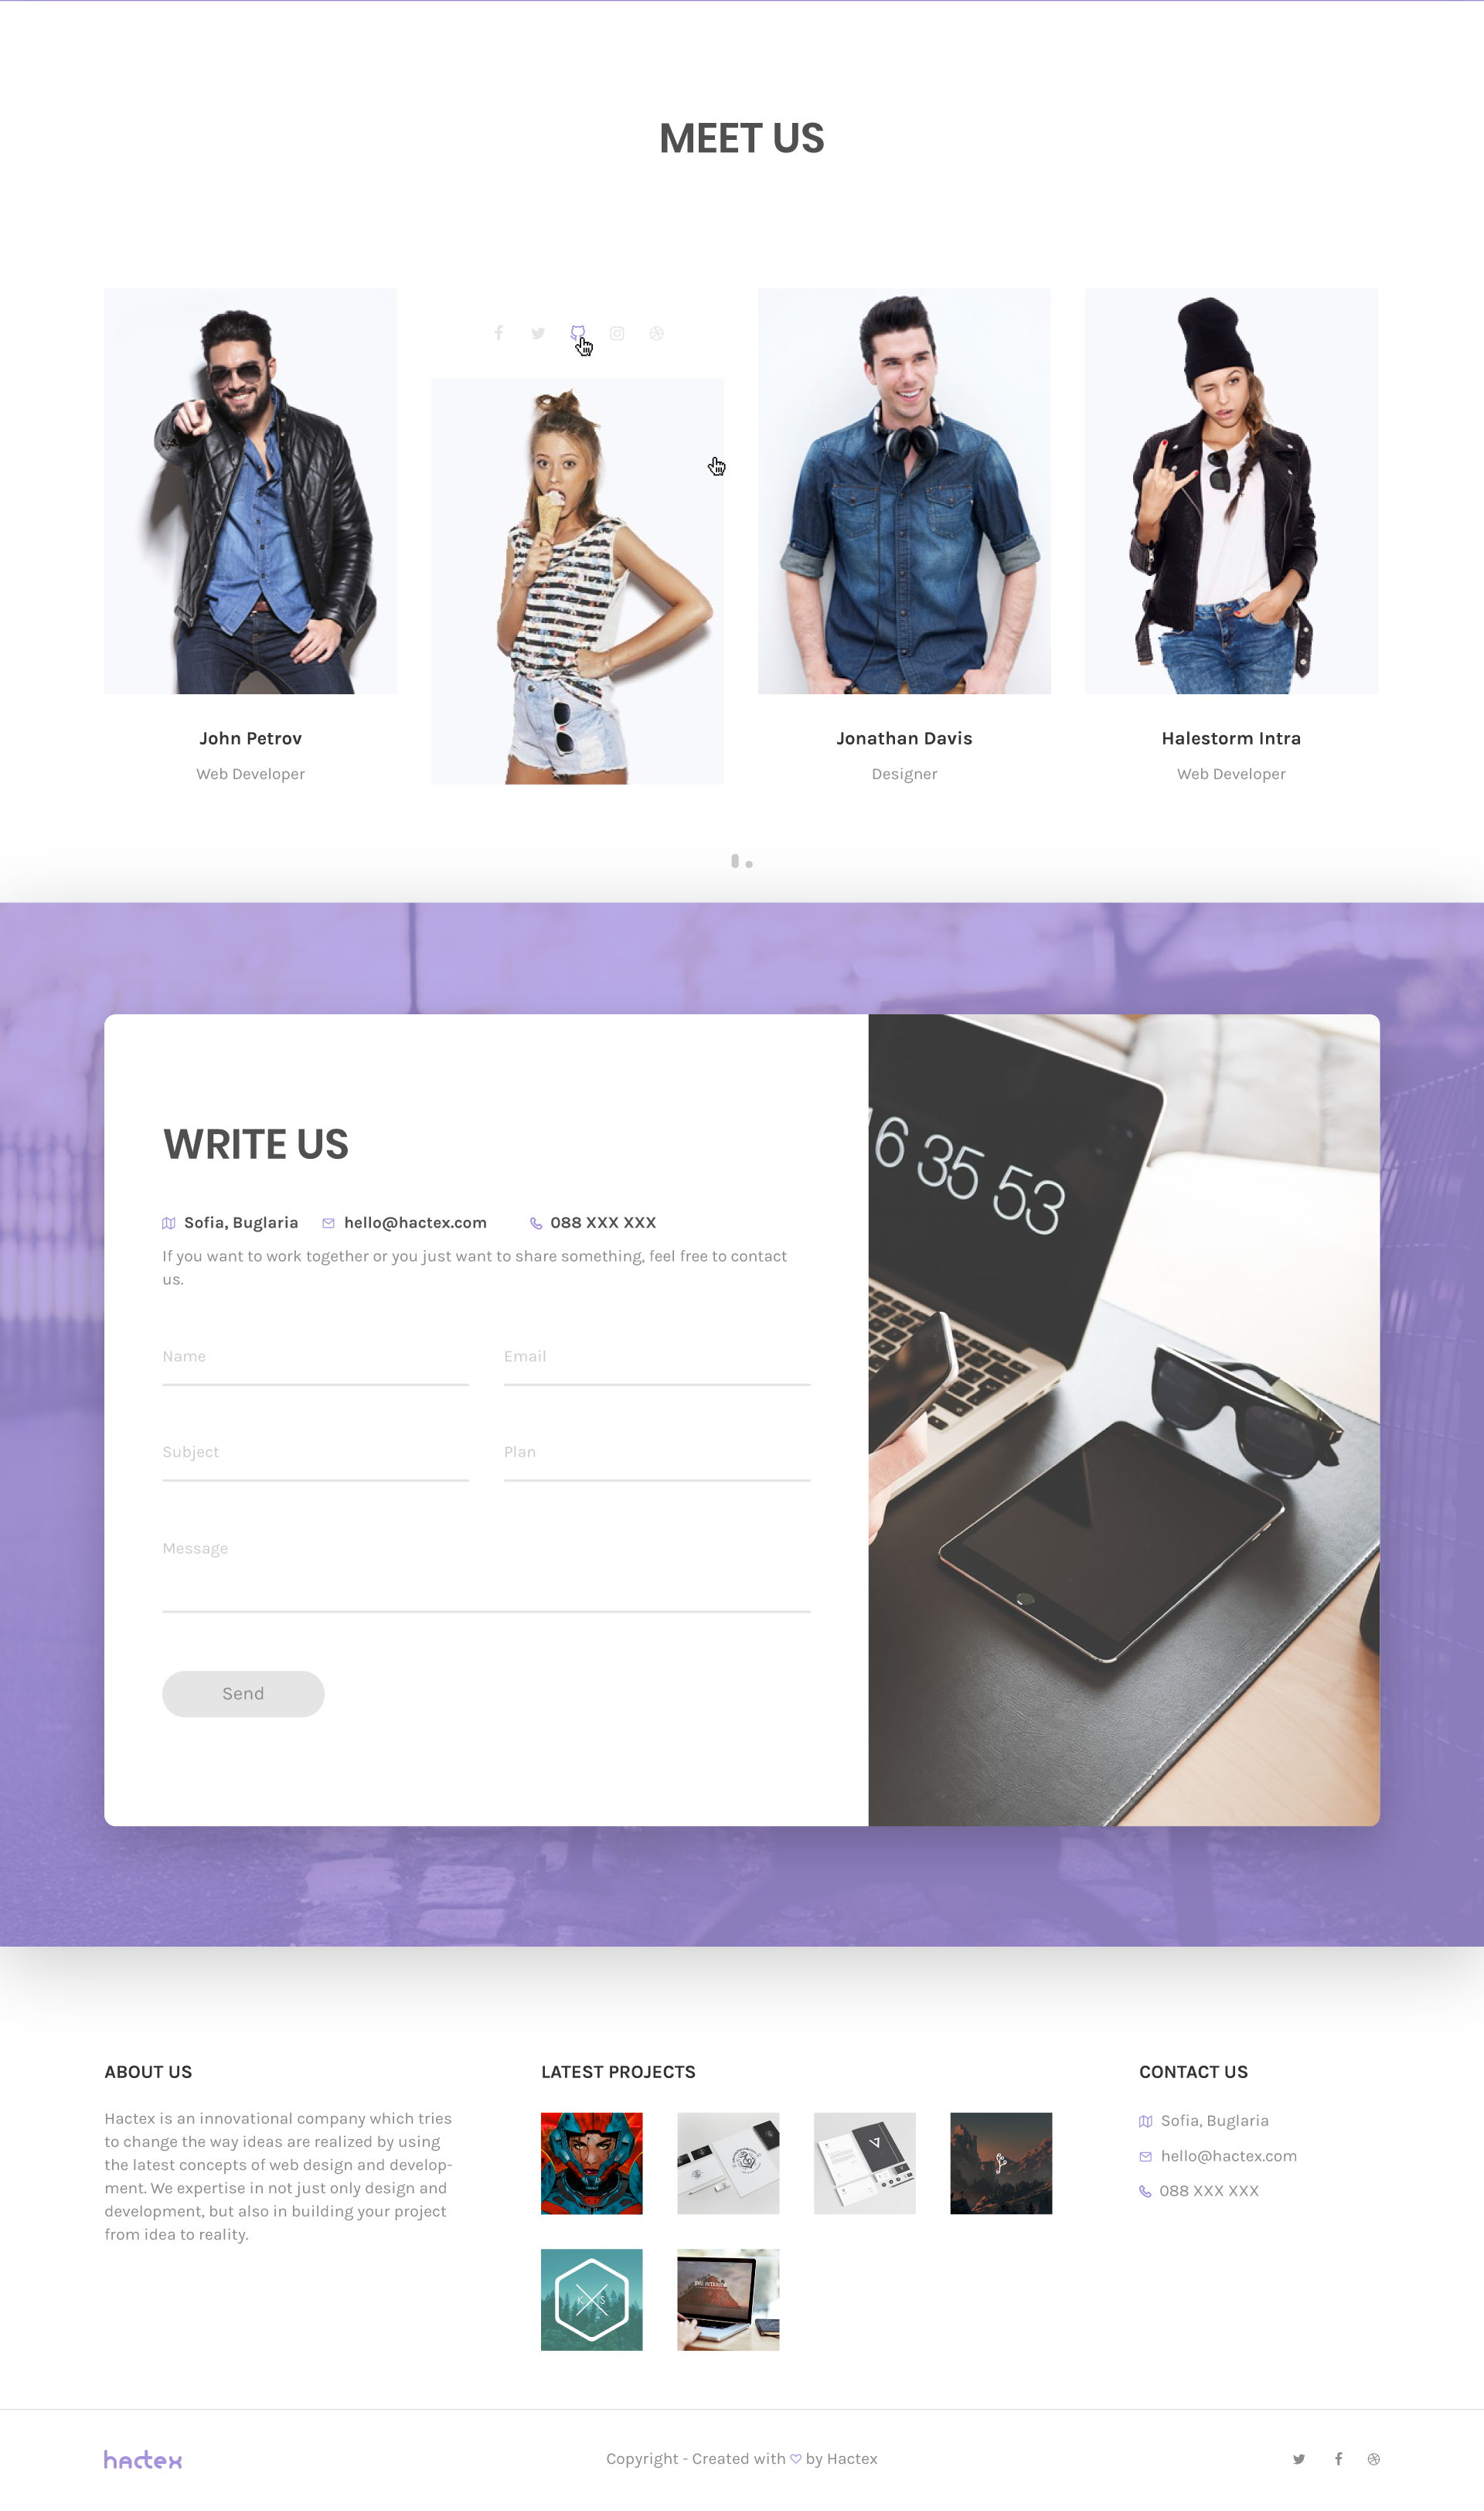 MEET US
John Petrov
Web Developer
Jonathan Davis
Designer
Halestorm Intra
Web Developer
WRITE US
Sofia, Buglaria
hello@hactex.com
088 XXX XXX
If you want to work together or you just want to share something, feel free to contact
us.
Name
Email
Subject
Plan
Message
Send
6 35 53
ABOUT US
Hactex is an innovational company which tries
to change the way ideas are realized by using
the latest concepts of web design and develop-
ment. We expertise in not just only design and
development, but also in building your project
from idea to reality.
LATEST PROJECTS
K S
CONTACT US
Sofia, Buglaria
hello@hactex.com
088 XXX XXX
hactex
Copyright - Created with ♡ by Hactex